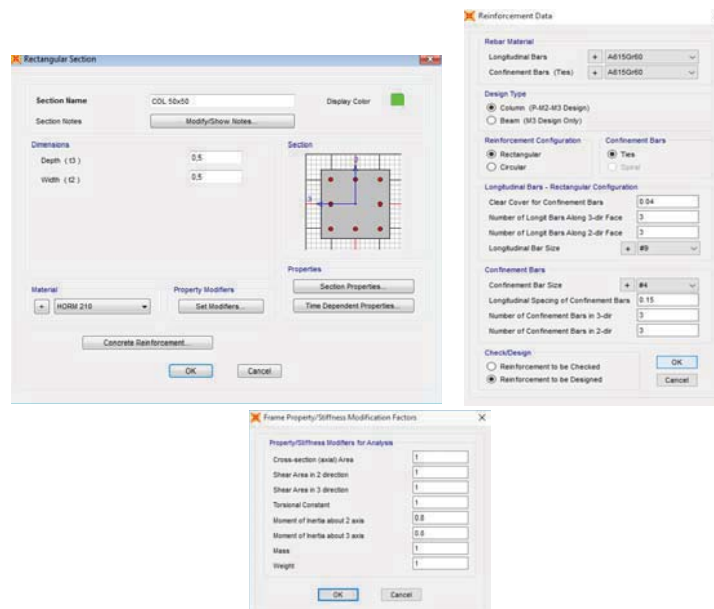 Rectangular Section
Section Name
COL 50x50
Display Color
Section Notes
Modify/Show Notes...
Dimensions
Depth ( t3 )
0,5
Width ( t2 )
0,5
Section
2
3
Properties
Section Properties...
Time Dependent Properties...
Material
+ HORM 210
Property Modifiers
Set Modifiers...
Concrete Reinforcement...
OK Cancel
Reinforcement Data
Rebar Material
Longitudinal Bars + A615Gr60
Confinement Bars (Ties) + A615Gr60
Design Type
Column (P-M2-M3 Design)
Beam (M3 Design Only)
Reinforcement Configuration
Rectangular
Circular
Confinement Bars
Ties
Spiral
Longitudinal Bars - Rectangular Configuration
Clear Cover for Confinement Bars 0.04
Number of Longit Bars Along 3-dir Face 3
Number of Longit Bars Along 2-dir Face 3
Longitudinal Bar Size + #9
Confinement Bars
Confinement Bar Size + #4
Longitudinal Spacing of Confinement Bars 0.15
Number of Confinement Bars in 3-dir 3
Number of Confinement Bars in 2-dir 3
Check/Design
Reinforcement to be Checked
Reinforcement to be Designed
OK
Cancel
Frame Property/Stiffness Modification Factors
Property/Stiffness Modifiers for Analysis
Cross-section (axial) Area 1
Shear Area in 2 direction 1
Shear Area in 3 direction 1
Torsional Constant 1
Moment of Inertia about 2 axis 0.8
Moment of Inertia about 3 axis 0.8
Mass 1
Weight 1
OK Cancel